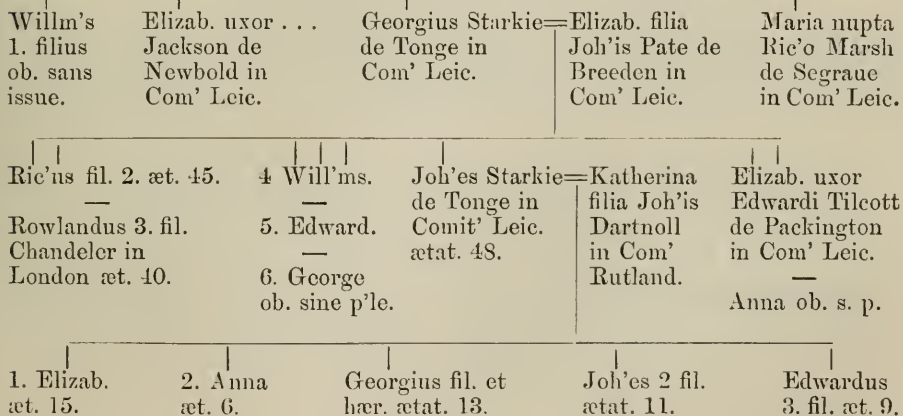 Willm's
1. filius
ob. sans
issue.
Elizab. uxor . . .
Jackson de
Newbold in
Com' Leic.
Georgius Starkie=
de Tonge in
Com' Leic.
Elizab. filia
Joh'is Pate de
Breeden in
Com' Leic.
Maria nupta
Ric'o Marsh
de Segraue
in Com' Leic.
Ric'us fil. 2. æt. 45.
—
Rowlandus 3. fil.
Chandeler in
London æt. 40.
4 Will'ms.
—
5. Edward.
—
6. George
ob. sine p'le.
Joh'es Starkie=
de Tonge in
Comit' Leic.
ætat. 48.
Katherina
filia Joh'is
Dartnoll
in Com'
Rutland.
Elizab. uxor
Edwardi Tilcott
de Packington
in Com' Leic.
—
Anna ob. s. p.
1. Elizab.
æt. 15.
2. Anna
æt. 6.
Georgius fil. et
hær. ætat. 13.
Joh'es 2 fil.
ætat. 11.
Edwardus
3. fil. æt. 9.